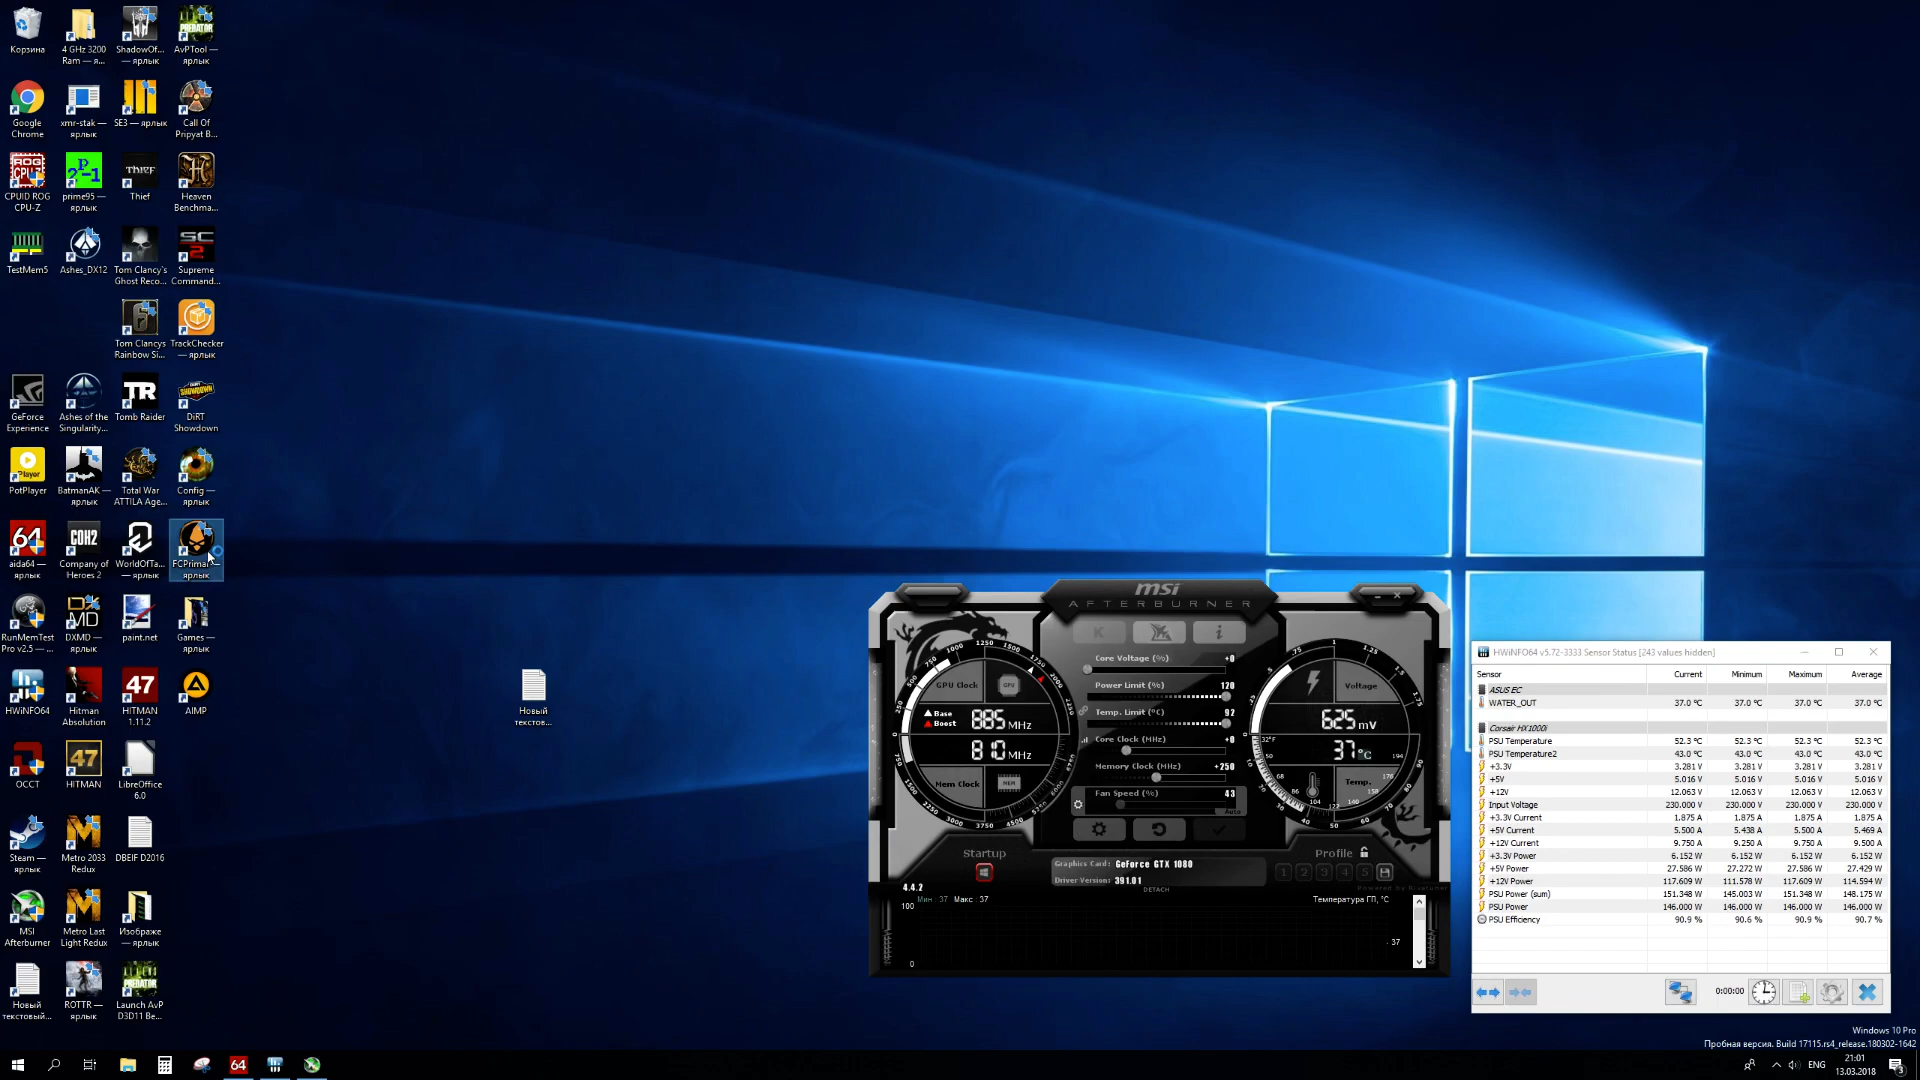 Корзина
4 GHz 3200
Ram — я...
ShadowOf...
— ярлык
AvPTool —
ярлык
Google
Chrome
xmr-stak —
ярлык
SE3 — ярлык
Call Of
Pripyat B...
CPUID ROG
CPU-Z
prime95 —
ярлык
Thief
Heaven
Benchma...
TestMem5
Ashes_DX12
Tom Clancy's
Ghost Reco...
Supreme
Command...
Tom Clancys
Rainbow Si...
TrackChecker
— ярлык
GeForce
Experience
Ashes of the
Singularity...
Tomb Raider
DiRT
Showdown
PotPlayer
BatmanAK —
ярлык
Total War
ATTILA Age...
Config —
ярлык
aida64 —
ярлык
Company of
Heroes 2
WorldOfTa...
— ярлык
FCPrimal —
ярлык
RunMemTest
Pro v2.5 — ...
DXMD —
ярлык
paint.net
Games —
ярлык
HWiNFO64
Hitman
Absolution
HITMAN
1.11.2
AIMP
OCCT
HITMAN
LibreOffice
6.0
Steam —
ярлык
Metro 2033
Redux
DBEIF D2016
MSI
Afterburner
Metro Last
Light Redux
Изображе
— ярлык
Новый
текстовый...
ROTTR —
ярлык
Launch AvP
D3D11 Be...
Новый
текстов...
msi
AFTERBURNER
K
i
GPU Clock
GPU
Base
Boost
885 MHz
810 MHz
Mem Clock
MEM
Core Voltage (%) +0
Power Limit (%) 120
Temp. Limit (°C) 92
Core Clock (MHz) +0
Memory Clock (MHz) +250
Fan Speed (%) 43
Auto
Voltage
625 mV
37 °C
Temp.
Startup
Graphics Card: GeForce GTX 1080
Driver Version: 391.01
DETACH
Profile
1 2 3 4 5
Powered by Rivatuner
4.4.2
Мин : 37 Макс : 37
Температура ГП, °C
100
37
0
HWiNFO64 v5.72-3333 Sensor Status [243 values hidden]
Sensor Current Minimum Maximum Average
ASUS EC
WATER_OUT 37.0 °C 37.0 °C 37.0 °C 37.0 °C
Corsair HX1000i
PSU Temperature 52.3 °C 52.3 °C 52.3 °C 52.3 °C
PSU Temperature2 43.0 °C 43.0 °C 43.0 °C 43.0 °C
+3.3V 3.281 V 3.281 V 3.281 V 3.281 V
+5V 5.016 V 5.016 V 5.016 V 5.016 V
+12V 12.063 V 12.063 V 12.063 V 12.063 V
Input Voltage 230.000 V 230.000 V 230.000 V 230.000 V
+3.3V Current 1.875 A 1.875 A 1.875 A 1.875 A
+5V Current 5.500 A 5.438 A 5.500 A 5.469 A
+12V Current 9.750 A 9.250 A 9.750 A 9.500 A
+3.3V Power 6.152 W 6.152 W 6.152 W 6.152 W
+5V Power 27.586 W 27.272 W 27.586 W 27.429 W
+12V Power 117.609 W 111.578 W 117.609 W 114.594 W
PSU Power (sum) 151.348 W 145.003 W 151.348 W 148.175 W
PSU Power 146.000 W 146.000 W 146.000 W 146.000 W
PSU Efficiency 90.9 % 90.6 % 90.9 % 90.7 %
0:00:00
Windows 10 Pro
Пробная версия. Build 17115.rs4_release.180302-1642
64
ENG
21:01
13.03.2018
3